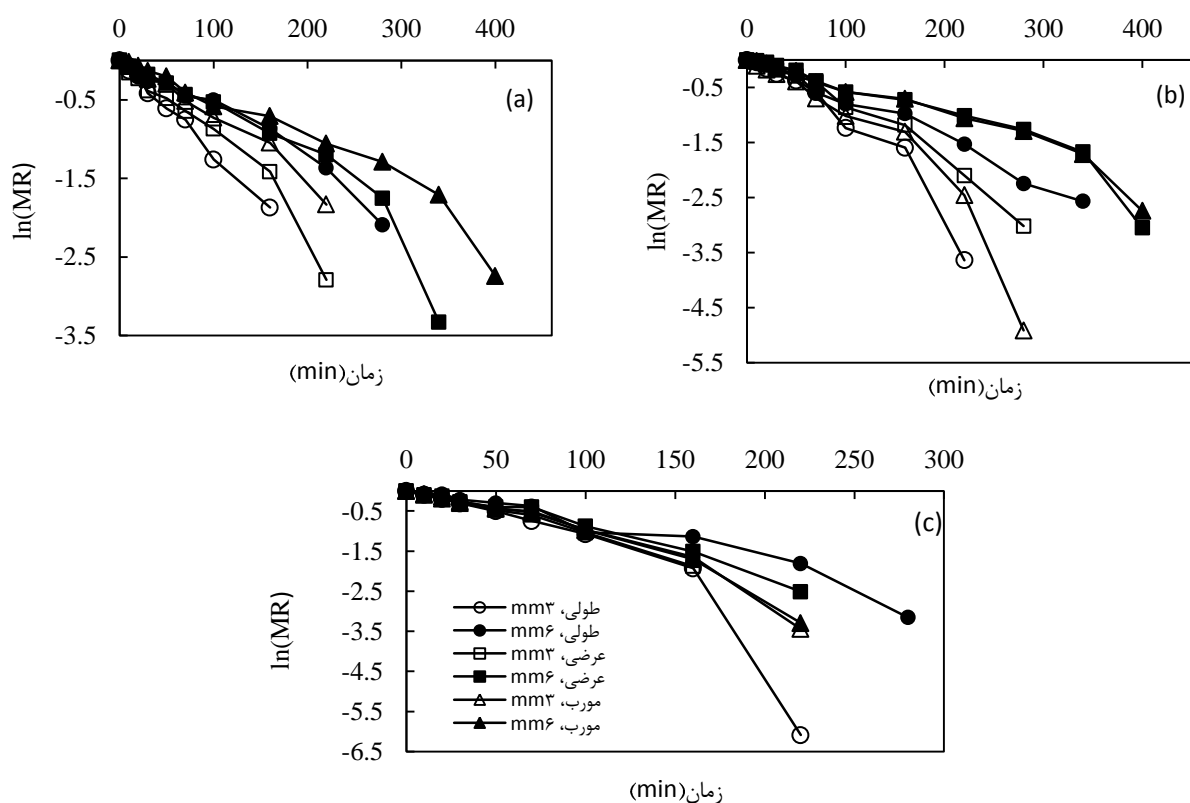 0 100 200 300 400
-0.5
-1.5
-2.5
-3.5
ln(MR)
(a)
زمان(min)
0 100 200 300 400
-0.5
-1.5
-2.5
-3.5
-4.5
-5.5
ln(MR)
(b)
زمان(min)
0 50 100 150 200 250 300
-0.5
-1.5
-2.5
-3.5
-4.5
-5.5
-6.5
ln(MR)
(c)
طولی، mm۳
طولی، mm۶
عرضی، mm۳
عرضی، mm۶
مورب، mm۳
مورب، mm۶
زمان(min)